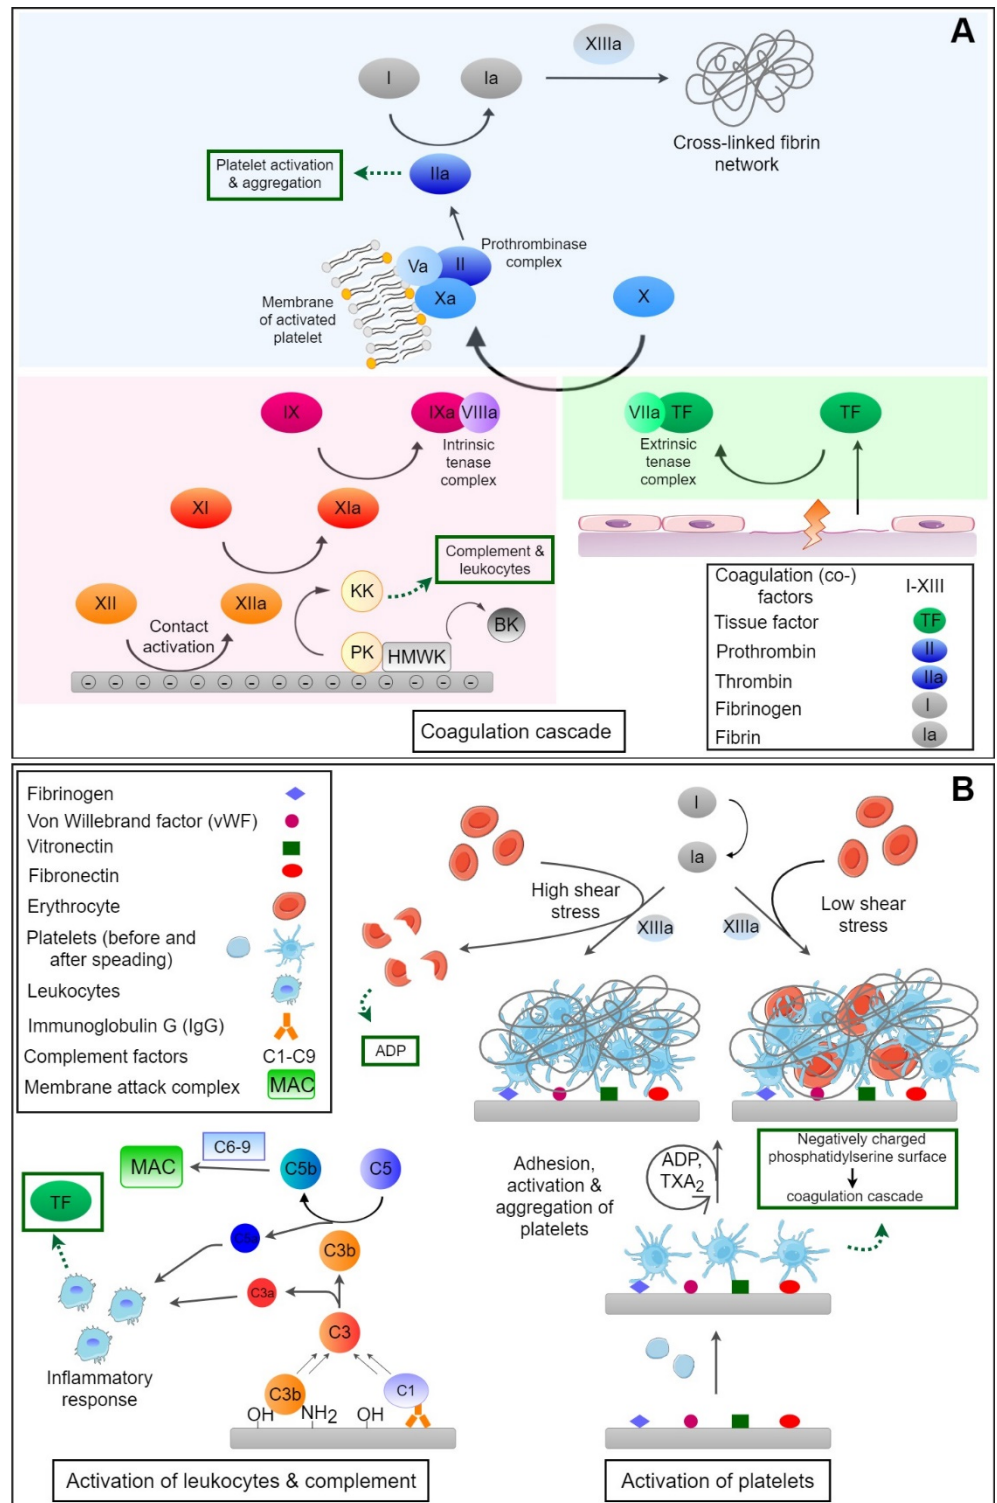 A
XIIIa
I
Ia
Cross-linked fibrin
network
Platelet activation
& aggregation
IIa
Prothrombinase
complex
Va
II
Xa
X
Membrane
of activated
platelet
IX
IXa
VIIIa
Intrinsic
tenase
complex
VIIa
TF
TF
Extrinsic
tenase
complex
XI
XIa
Complement &
leukocytes
XII
XIIa
KK
Contact
activation
BK
PK
HMWK
- - - - - - - - - - - - - -
Coagulation cascade
Coagulation (co-)
factors
I-XIII
Tissue factor
TF
Prothrombin
II
Thrombin
IIa
Fibrinogen
I
Fibrin
Ia
B
Fibrinogen
Von Willebrand factor (vWF)
Vitronectin
Fibronectin
Erythrocyte
Platelets (before and
after speading)
Leukocytes
Immunoglobulin G (IgG)
Complement factors
C1-C9
Membrane attack complex
MAC
I
Ia
High shear
stress
Low shear
stress
XIIIa
XIIIa
ADP
Negatively charged
phosphatidylserine surface
coagulation cascade
Adhesion,
activation &
aggregation of
platelets
ADP,
TXA2
C6-9
MAC
C5b
C5
TF
C5a
C3b
C3a
C3
Inflammatory
response
C3b
C1
OH
NH2
OH
Activation of leukocytes & complement
Activation of platelets